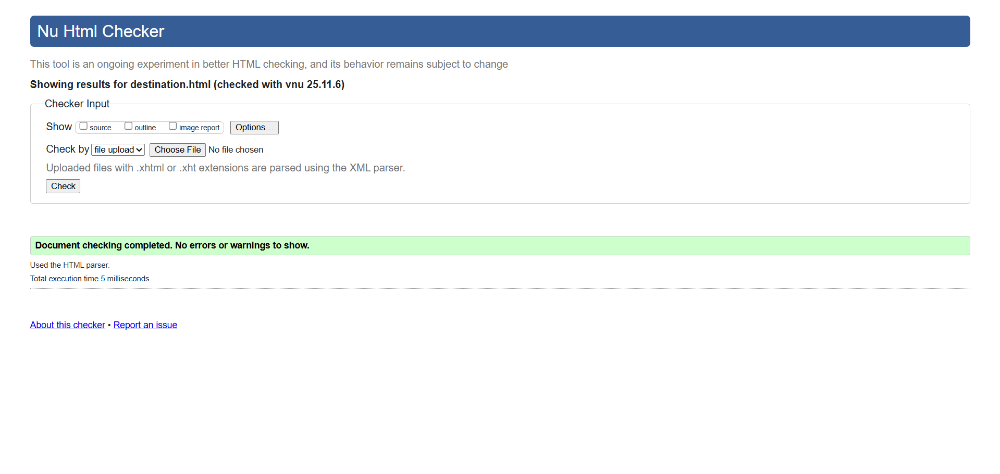 Nu Html Checker
This tool is an ongoing experiment in better HTML checking, and its behavior remains subject to change
Showing results for destination.html (checked with vnu 25.11.6)
Checker Input
Show source outline image report Options…
Check by file upload Choose File No file chosen
Uploaded files with .xhtml or .xht extensions are parsed using the XML parser.
Check
Document checking completed. No errors or warnings to show.
Used the HTML parser.
Total execution time 5 milliseconds.
About this checker • Report an issue